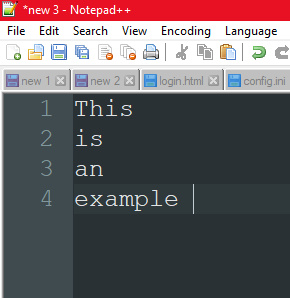 *new 3 - Notepad++
File Edit Search View Encoding Language
new 1 new 2 login.html config.ini
1 This
2 is
3 an
4 example